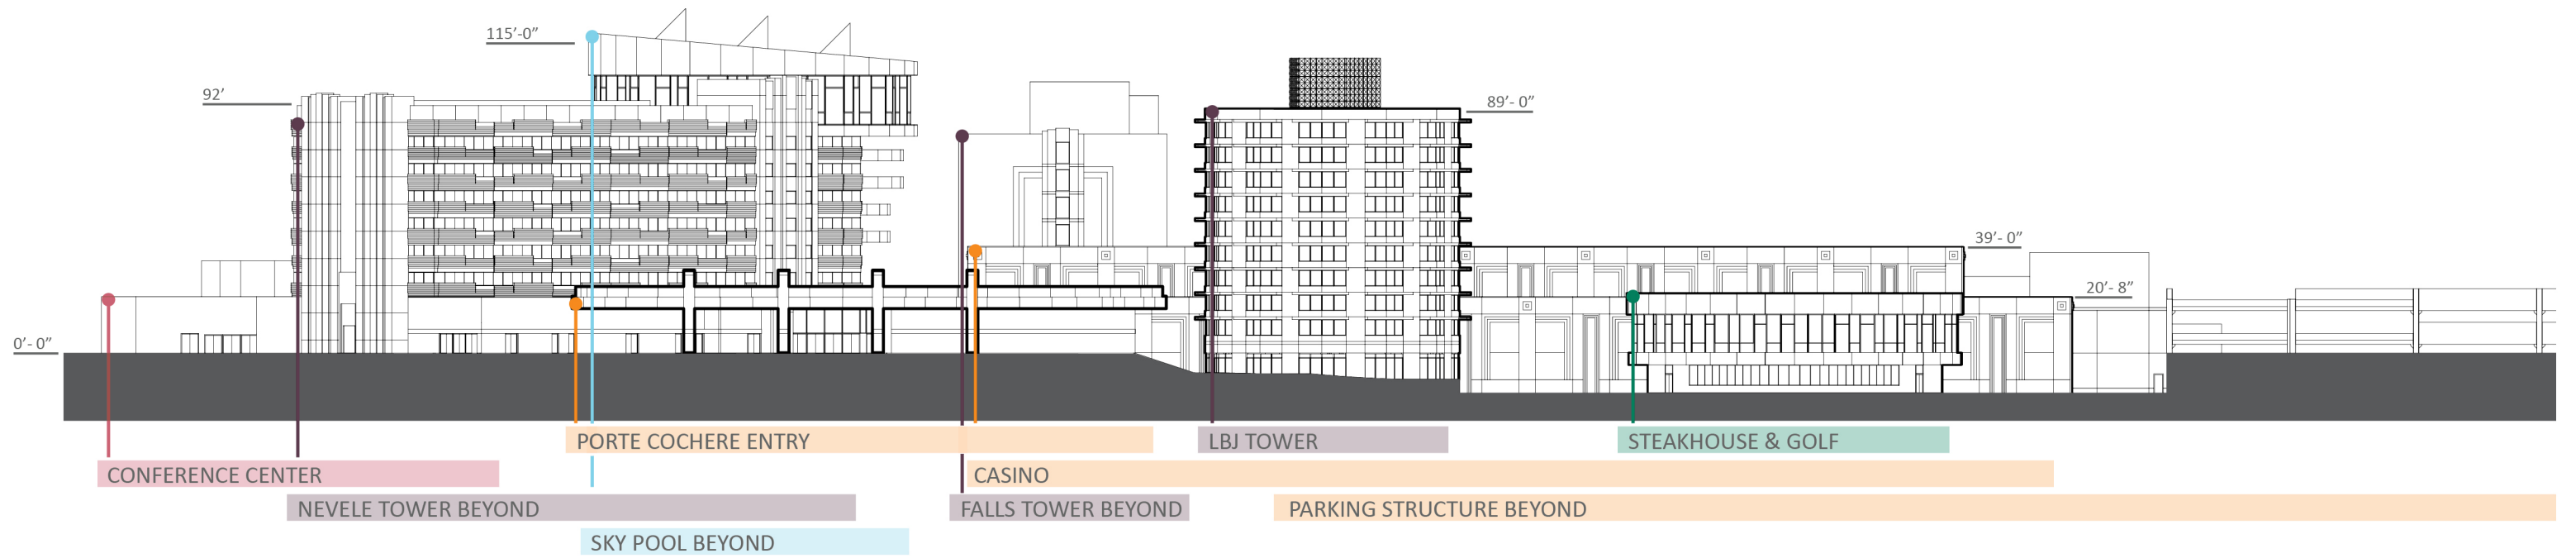 115’-0”
92’
89’- 0”
39’- 0”
20’- 8”
0’- 0”
PORTE COCHERE ENTRY
LBJ TOWER
STEAKHOUSE & GOLF
CONFERENCE CENTER
CASINO
NEVELE TOWER BEYOND
FALLS TOWER BEYOND
PARKING STRUCTURE BEYOND
SKY POOL BEYOND